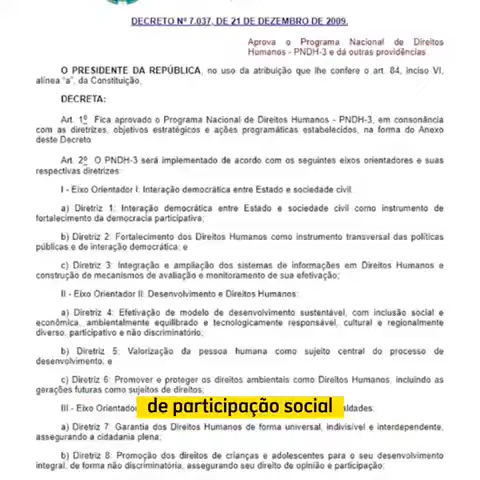 DECRETO Nº 7.037, DE 21 DE DEZEMBRO DE 2009.
Aprova o Programa Nacional de Direitos
Humanos - PNDH-3 e dá outras providências
O PRESIDENTE DA REPÚBLICA, no uso da atribuição que lhe confere o art. 84, inciso VI,
alínea "a", da Constituição,
DECRETA:
Art. 1º Fica aprovado o Programa Nacional de Direitos Humanos - PNDH-3, em consonância
com as diretrizes, objetivos estratégicos e ações programáticas estabelecidos, na forma do Anexo
deste Decreto
Art. 2º O PNDH-3 será implementado de acordo com os seguintes eixos orientadores e suas
respectivas diretrizes:
I - Eixo Orientador I: Interação democrática entre Estado e sociedade civil:
a) Diretriz 1: Interação democrática entre Estado e sociedade civil como instrumento de
fortalecimento da democracia participativa;
b) Diretriz 2: Fortalecimento dos Direitos Humanos como instrumento transversal das políticas
públicas e de interação democrática; e
c) Diretriz 3: Integração e ampliação dos sistemas de informações em Direitos Humanos e
construção de mecanismos de avaliação e monitoramento de sua efetivação;
II - Eixo Orientador II: Desenvolvimento e Direitos Humanos:
a) Diretriz 4: Efetivação de modelo de desenvolvimento sustentável, com inclusão social e
econômica, ambientalmente equilibrado e tecnologicamente responsável, cultural e regionalmente
diverso, participativo e não discriminatório;
b) Diretriz 5: Valorização da pessoa humana como sujeito central do processo de
desenvolvimento; e
c) Diretriz 6: Promover e proteger os direitos ambientais como Direitos Humanos, incluindo as
gerações futuras como sujeitos de direitos;
III - Eixo
de participação social
a) Diretriz 7: Garantia dos Direitos Humanos de forma universal, indivisível e interdependente,
assegurando a cidadania plena;
b) Diretriz 8: Promoção dos direitos de crianças e adolescentes para o seu desenvolvimento
integral, de forma não discriminatória, assegurando seu direito de opinião e participação;